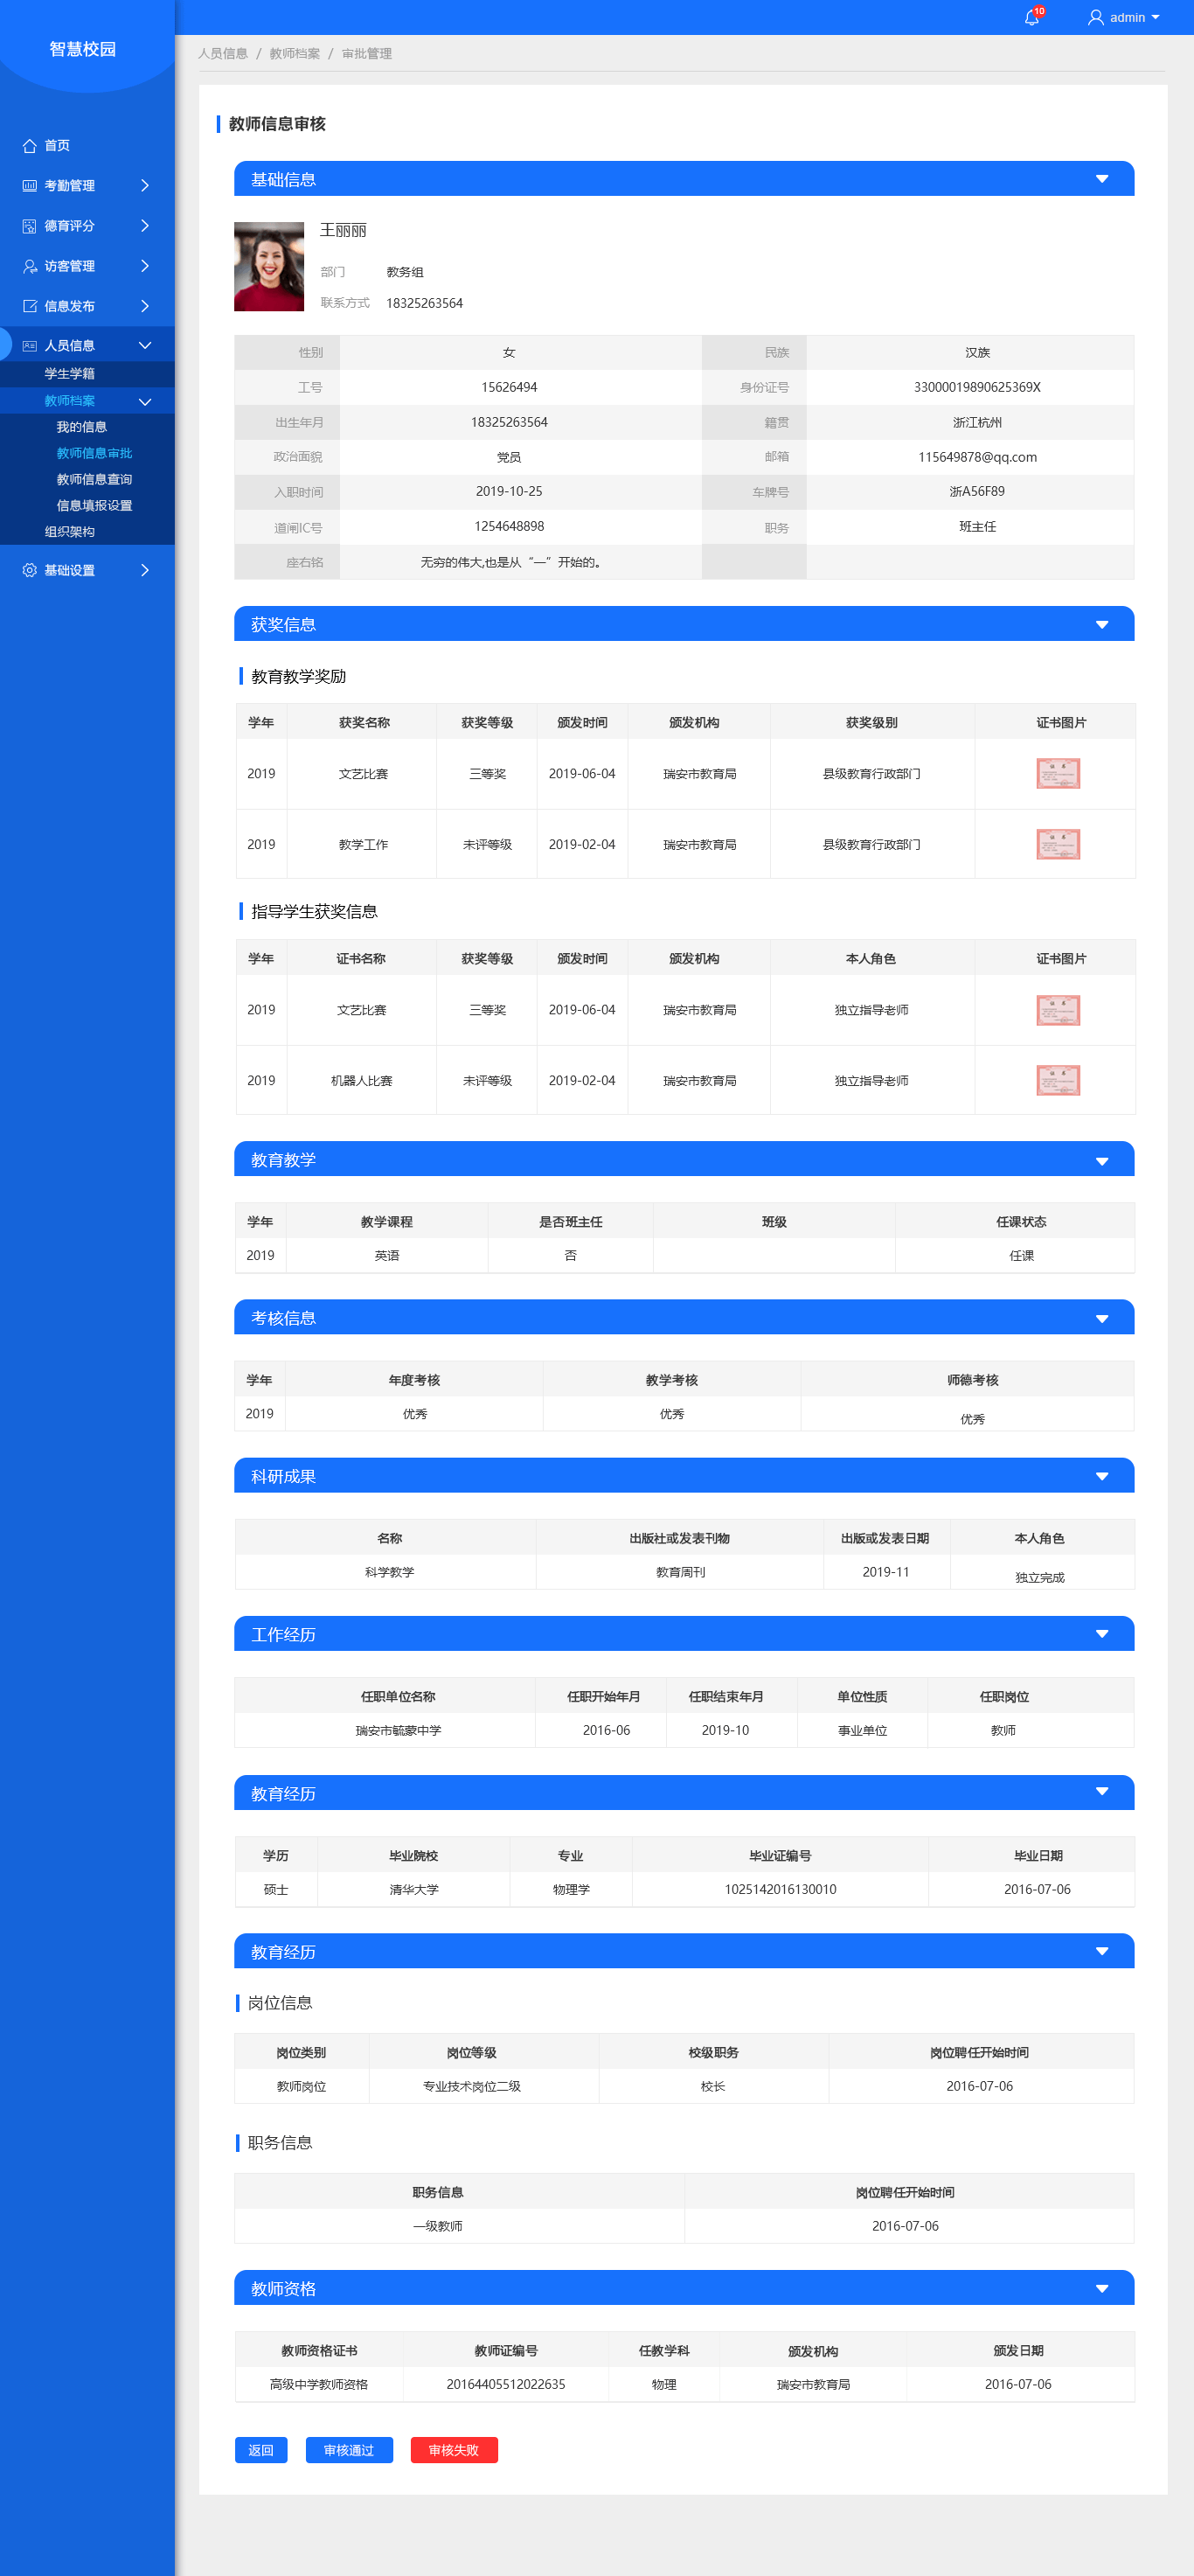 智慧校园
10
admin
首页
考勤管理
德育评分
访客管理
信息发布
人员信息
学生学籍
教师档案
我的信息
教师信息审批
教师信息查询
信息填报设置
组织架构
基础设置
人员信息 / 教师档案 / 审批管理
教师信息审核
基础信息
王丽丽
部门 教务组
联系方式 18325263564
性别 女 民族 汉族
工号 15626494 身份证号 33000019890625369X
出生年月 18325263564 籍贯 浙江杭州
政治面貌 党员 邮箱 115649878@qq.com
入职时间 2019-10-25 车牌号 浙A56F89
道闸IC号 1254648898 职务 班主任
座右铭 无穷的伟大,也是从“一”开始的。
获奖信息
教育教学奖励
学年 获奖名称 获奖等级 颁发时间 颁发机构 获奖级别 证书图片
2019 文艺比赛 三等奖 2019-06-04 瑞安市教育局 县级教育行政部门
2019 教学工作 未评等级 2019-02-04 瑞安市教育局 县级教育行政部门
指导学生获奖信息
学年 证书名称 获奖等级 颁发时间 颁发机构 本人角色 证书图片
2019 文艺比赛 三等奖 2019-06-04 瑞安市教育局 独立指导老师
2019 机器人比赛 未评等级 2019-02-04 瑞安市教育局 独立指导老师
教育教学
学年 教学课程 是否班主任 班级 任课状态
2019 英语 否 任课
考核信息
学年 年度考核 教学考核 师德考核
2019 优秀 优秀 优秀
科研成果
名称 出版社或发表刊物 出版或发表日期 本人角色
科学教学 教育周刊 2019-11 独立完成
工作经历
任职单位名称 任职开始年月 任职结束年月 单位性质 任职岗位
瑞安市毓蒙中学 2016-06 2019-10 事业单位 教师
教育经历
学历 毕业院校 专业 毕业证编号 毕业日期
硕士 清华大学 物理学 1025142016130010 2016-07-06
教育经历
岗位信息
岗位类别 岗位等级 校级职务 岗位聘任开始时间
教师岗位 专业技术岗位二级 校长 2016-07-06
职务信息
职务信息 岗位聘任开始时间
一级教师 2016-07-06
教师资格
教师资格证书 教师证编号 任教学科 颁发机构 颁发日期
高级中学教师资格 20164405512022635 物理 瑞安市教育局 2016-07-06
返回 审核通过 审核失败